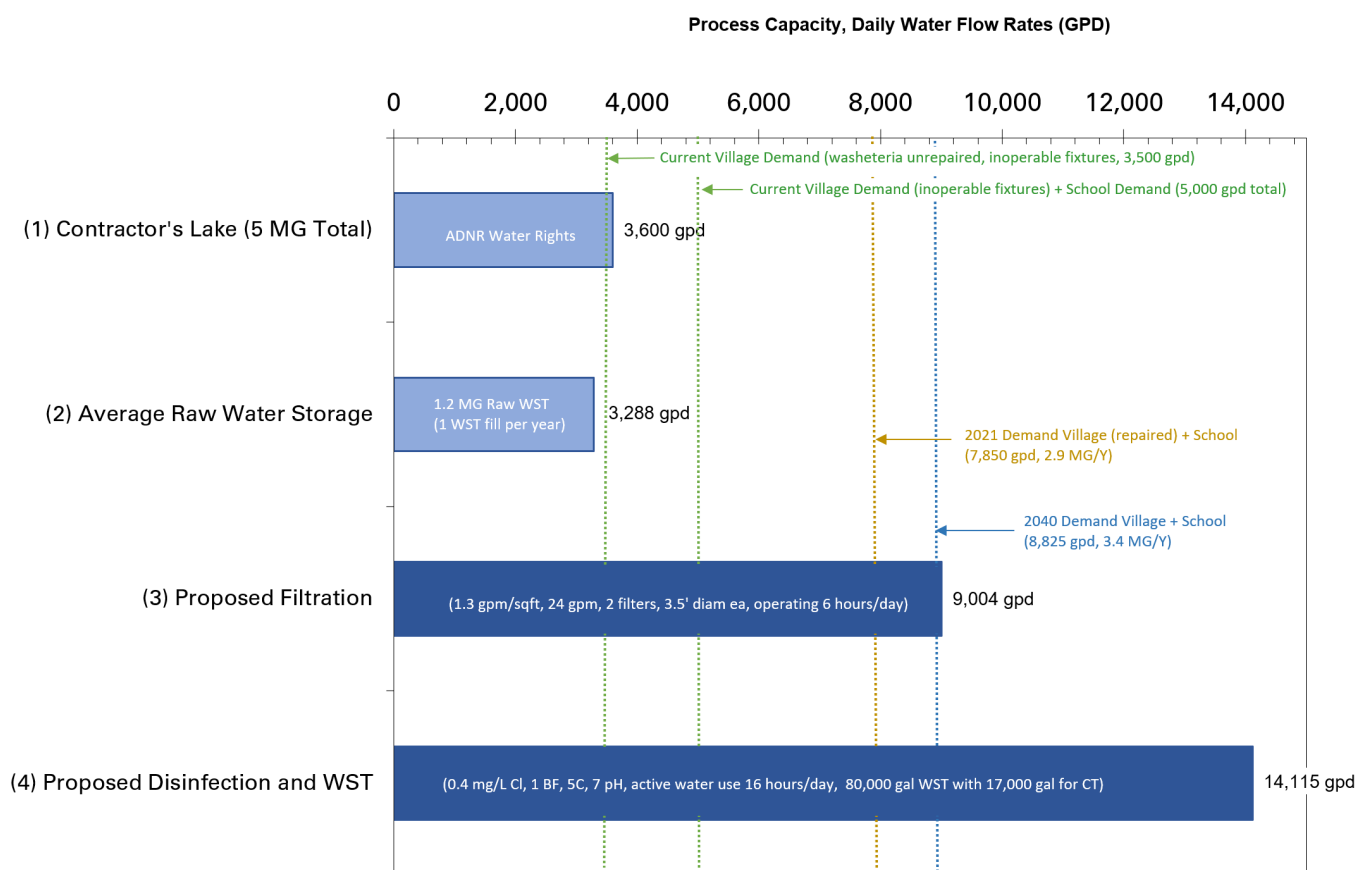 Process Capacity, Daily Water Flow Rates (GPD)
0 2,000 4,000 6,000 8,000 10,000 12,000 14,000
Current Village Demand (washeteria unrepaired, inoperable fixtures, 3,500 gpd)
Current Village Demand (inoperable fixtures) + School Demand (5,000 gpd total)
(1) Contractor's Lake (5 MG Total)
ADNR Water Rights
3,600 gpd
(2) Average Raw Water Storage
1.2 MG Raw WST
(1 WST fill per year)
3,288 gpd
2021 Demand Village (repaired) + School
(7,850 gpd, 2.9 MG/Y)
2040 Demand Village + School
(8,825 gpd, 3.4 MG/Y)
(3) Proposed Filtration
(1.3 gpm/sqft, 24 gpm, 2 filters, 3.5' diam ea, operating 6 hours/day)
9,004 gpd
(4) Proposed Disinfection and WST
(0.4 mg/L Cl, 1 BF, 5C, 7 pH, active water use 16 hours/day, 80,000 gal WST with 17,000 gal for CT)
14,115 gpd